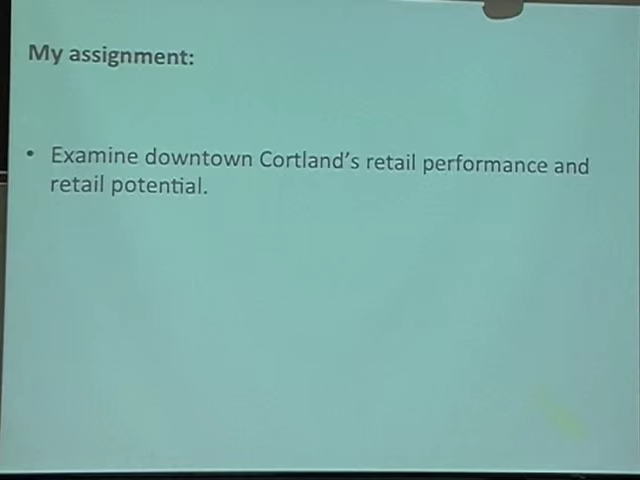 My assignment:
• Examine downtown Cortland's retail performance and
retail potential.